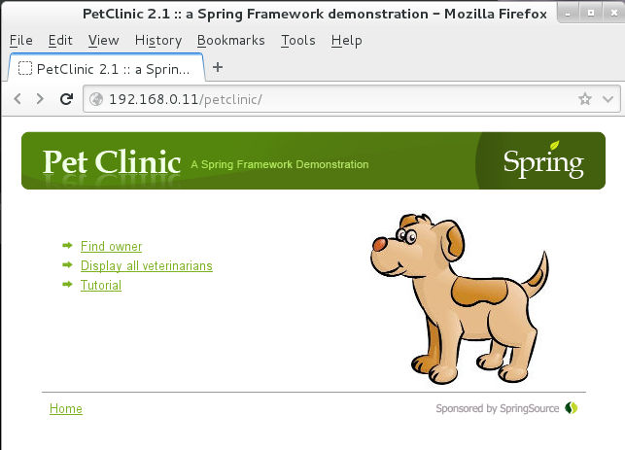 PetClinic 2.1 :: a Spring Framework demonstration - Mozilla Firefox
File Edit View History Bookmarks Tools Help
PetClinic 2.1 :: a Sprin... +
192.168.0.11/petclinic/
Pet Clinic A Spring Framework Demonstration Spring
Find owner
Display all veterinarians
Tutorial
Home Sponsored by SpringSource